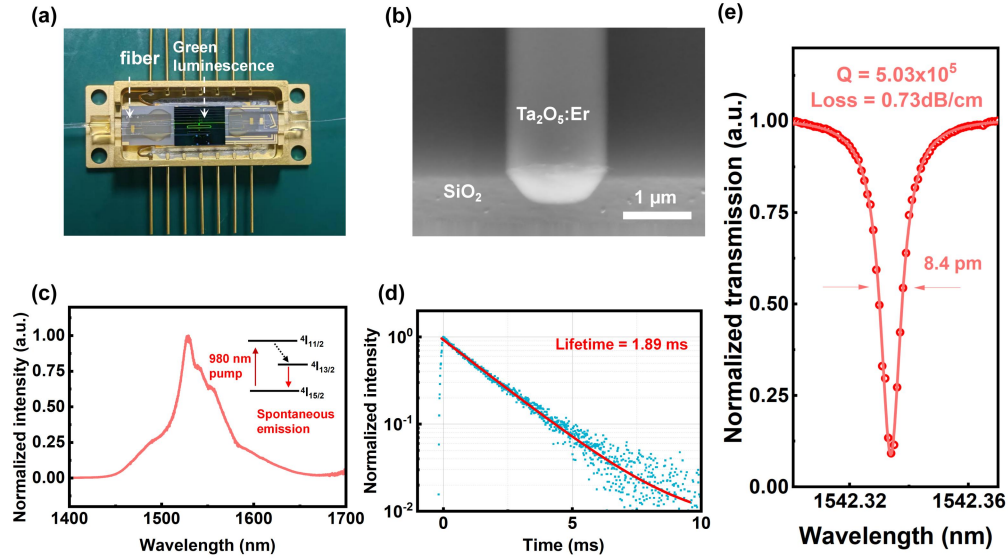 (a)
fiber
Green
luminescence
(b)
Ta₂O₅:Er
SiO₂
1 μm
(c)
Normalized intensity (a.u.)
1.00
0.75
0.50
0.25
0.00
1400
1500
1600
1700
Wavelength (nm)
980 nm
pump
⁴I₁₁/₂
⁴I₁₃/₂
⁴I₁₅/₂
Spontaneous
emission
(d)
Normalized intensity
10⁰
10⁻¹
10⁻²
0
5
10
Time (ms)
Lifetime = 1.89 ms
(e)
Normalized transmission (a.u.)
1.00
0.75
0.50
0.25
0.00
Q = 5.03x10⁵
Loss = 0.73dB/cm
8.4 pm
1542.32
1542.36
Wavelength (nm)